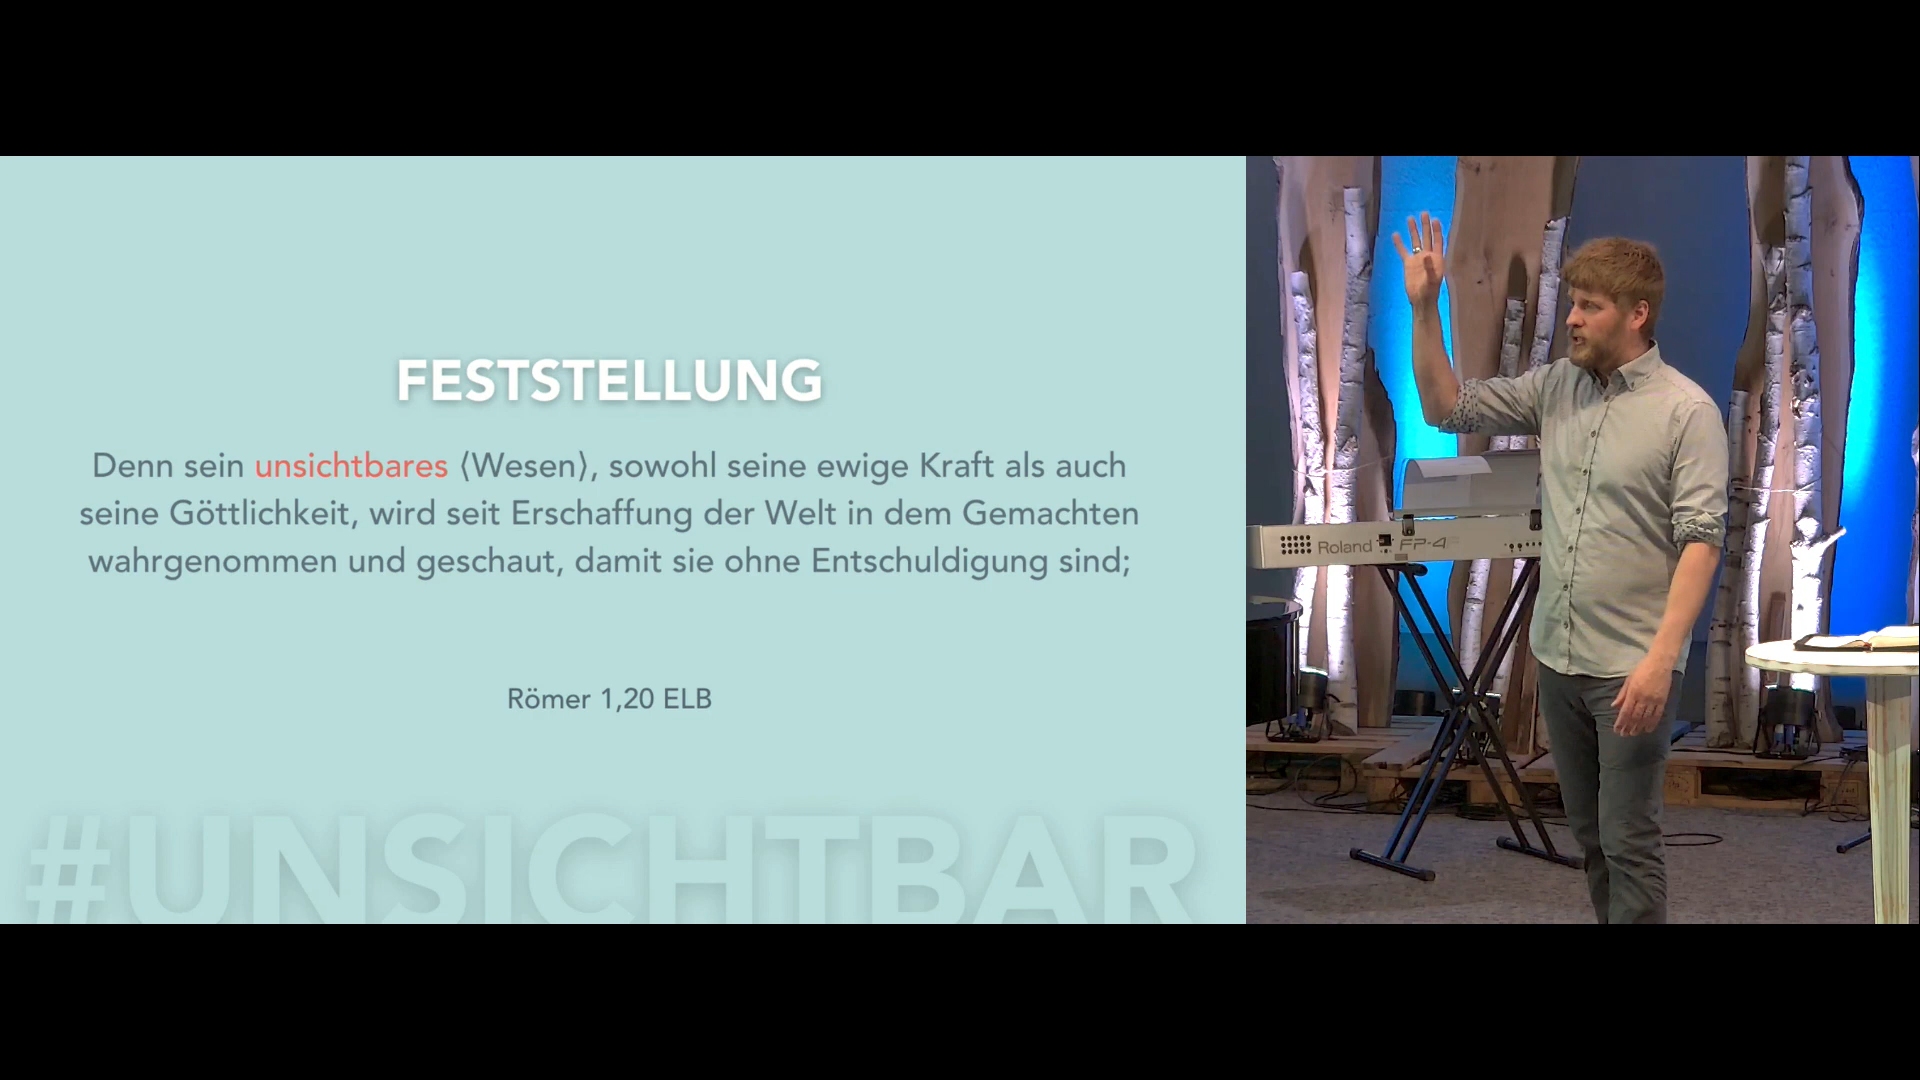 FESTSTELLUNG
Denn sein unsichtbares ⟨Wesen⟩, sowohl seine ewige Kraft als auch
seine Göttlichkeit, wird seit Erschaffung der Welt in dem Gemachten
wahrgenommen und geschaut, damit sie ohne Entschuldigung sind;
Römer 1,20 ELB
#UNSICHTBAR
Roland FP-4